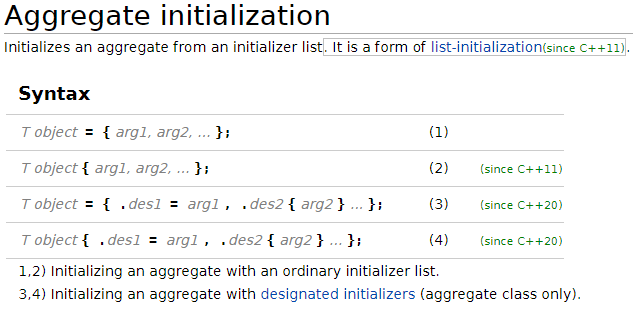 Aggregate initialization
Initializes an aggregate from an initializer list. It is a form of list-initialization(since C++11).
Syntax
T object = { arg1, arg2, ... }; (1)
T object { arg1, arg2, ... }; (2) (since C++11)
T object = { .des1 = arg1 , .des2 { arg2 } ... }; (3) (since C++20)
T object { .des1 = arg1 , .des2 { arg2 } ... }; (4) (since C++20)
1,2) Initializing an aggregate with an ordinary initializer list.
3,4) Initializing an aggregate with designated initializers (aggregate class only).